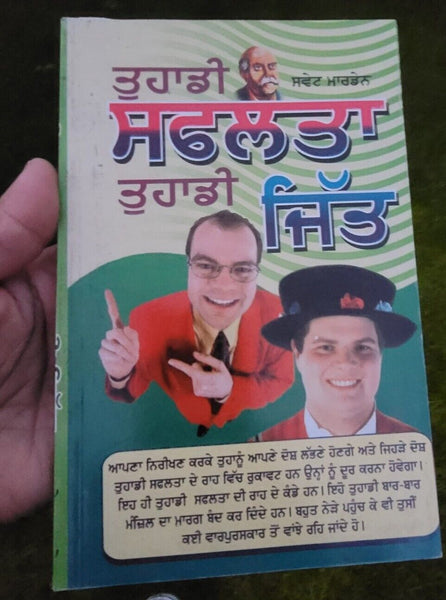 ਤੁਹਾਡੀ
ਸਵੇਟ ਮਾਰਡੇਨ
ਸਫਲਤਾ
ਤੁਹਾਡੀ
ਜਿੱਤ
ਆਪਣਾ ਨਿਰੀਖਣ ਕਰਕੇ ਤੁਹਾਨੂੰ ਆਪਣੇ ਦੋਸ਼ ਲੱਭਣੇ ਹੋਣਗੇ ਅਤੇ ਜਿਹੜੇ ਦੋਸ਼
ਤੁਹਾਡੀ ਸਫਲਤਾ ਦੇ ਰਾਹ ਵਿੱਚ ਰੁਕਾਵਟ ਹਨ ਉਨ੍ਹਾਂ ਨੂੰ ਦੂਰ ਕਰਨਾ ਹੋਵੇਗਾ।
ਇਹ ਹੀ ਤੁਹਾਡੀ ਸਫਲਤਾ ਦੀ ਰਾਹ ਦੇ ਕੰਡੇ ਹਨ। ਇਹੋ ਤੁਹਾਡੀ ਬਾਰ-ਬਾਰ
ਮੰਜ਼ਿਲ ਦਾ ਮਾਰਗ ਬੰਦ ਕਰ ਦਿੰਦੇ ਹਨ। ਬਹੁਤ ਨੇੜੇ ਪਹੁੰਚ ਕੇ ਵੀ ਤੁਸੀਂ
ਕਈ ਵਾਰਪੁਰਸਕਾਰ ਤੋਂ ਵਾਂਝੇ ਰਹਿ ਜਾਂਦੇ ਹੋ।